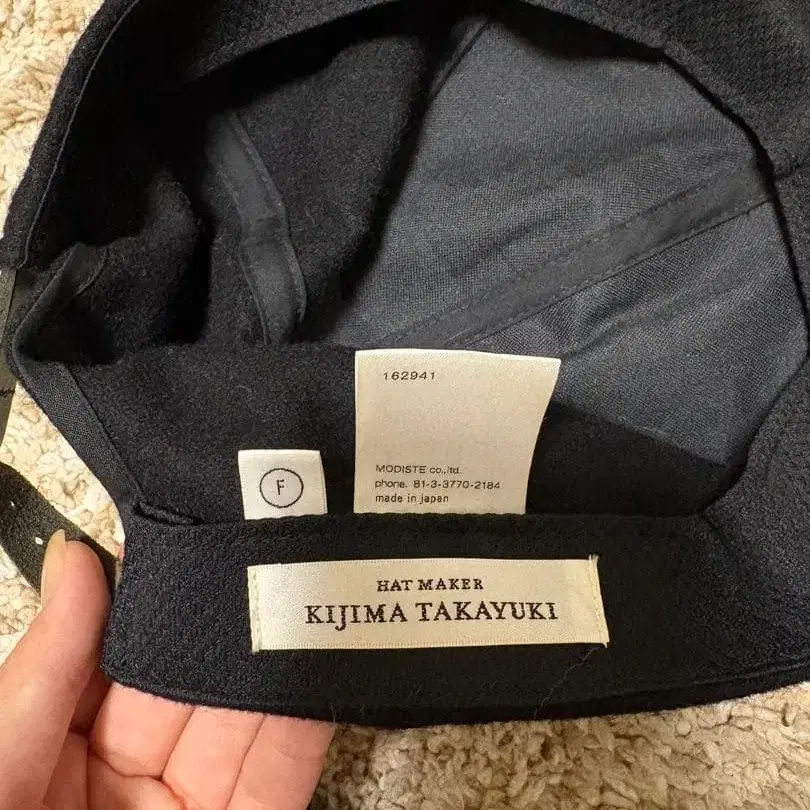 162941
MODISTE co.,ltd.
phone. 81-3-3770-2184
made in japan
F
HAT MAKER
KIJIMA TAKAYUKI